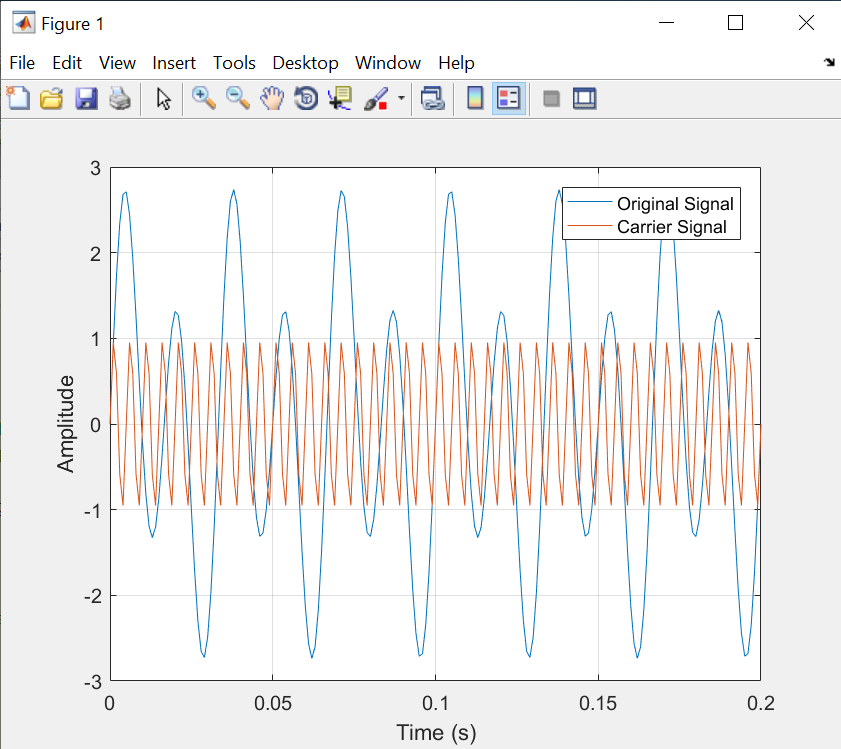 Figure 1
File Edit View Insert Tools Desktop Window Help
3
2
1
0
-1
-2
-3
Amplitude
Original Signal
Carrier Signal
0 0.05 0.1 0.15 0.2
Time (s)